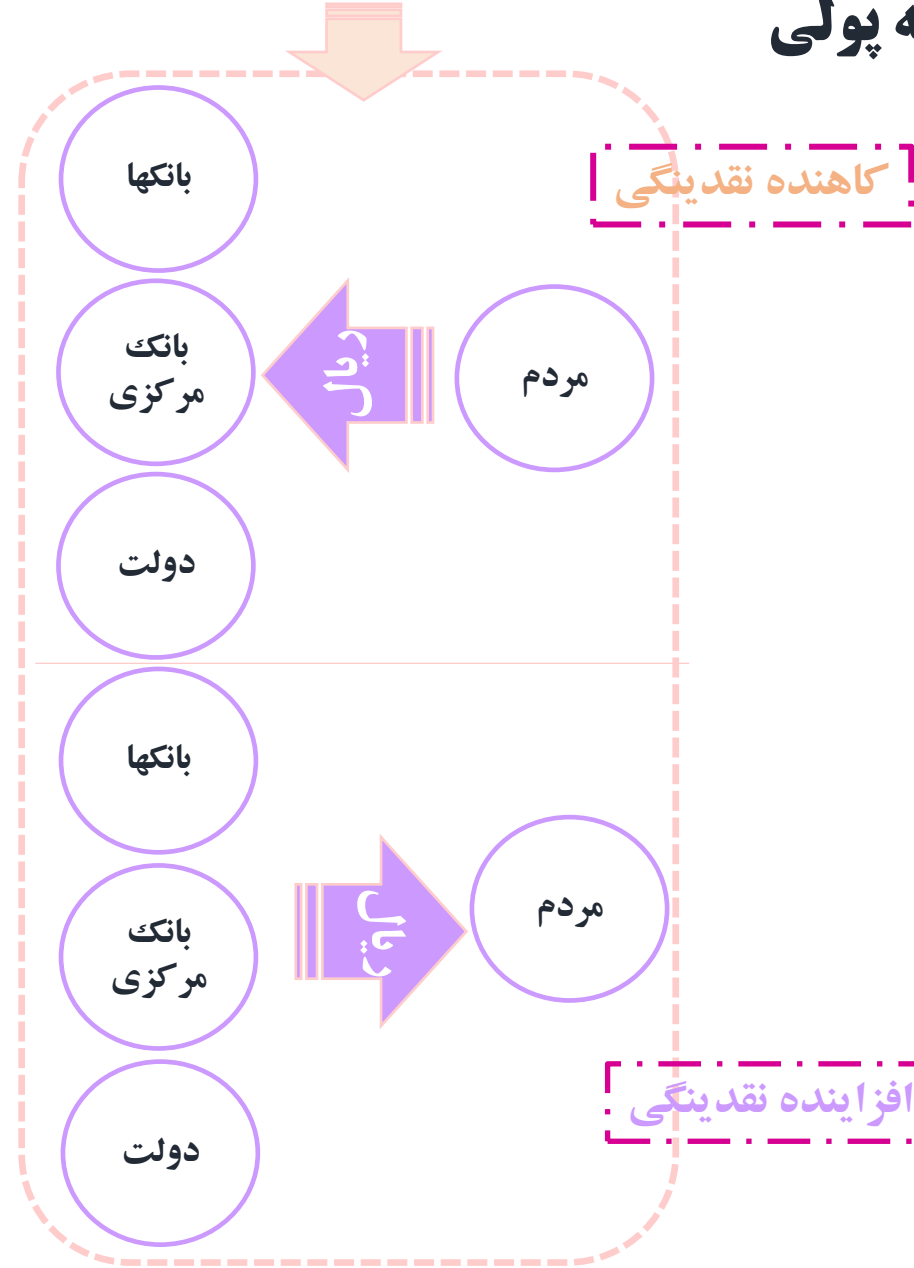 ه پولی
کاهنده نقدینگی
بانکها
بانک
مرکزی
ریال
مردم
دولت
بانکها
بانک
مرکزی
ریال
مردم
افزاینده نقدینگی
دولت